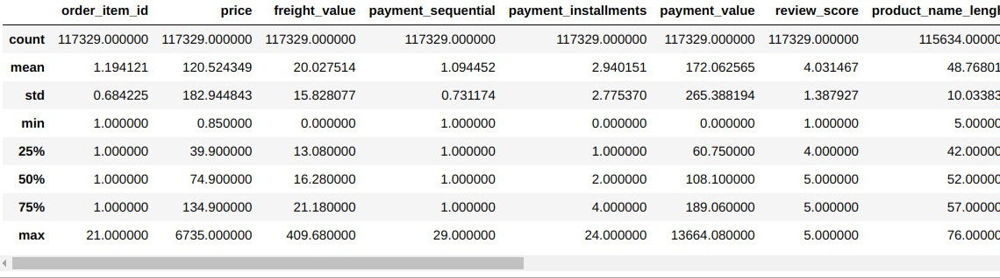 order_item_id price freight_value payment_sequential payment_installments payment_value review_score product_name_lengl
count 117329.000000 117329.000000 117329.000000 117329.000000 117329.000000 117329.000000 117329.000000 115634.00000
mean 1.194121 120.524349 20.027514 1.094452 2.940151 172.062565 4.031467 48.76801
std 0.684225 182.944843 15.828077 0.731174 2.775370 265.388194 1.387927 10.03383
min 1.000000 0.850000 0.000000 1.000000 0.000000 0.000000 1.000000 5.00000
25% 1.000000 39.900000 13.080000 1.000000 1.000000 60.750000 4.000000 42.00000
50% 1.000000 74.900000 16.280000 1.000000 2.000000 108.100000 5.000000 52.00000
75% 1.000000 134.900000 21.180000 1.000000 4.000000 189.060000 5.000000 57.00000
max 21.000000 6735.000000 409.680000 29.000000 24.000000 13664.080000 5.000000 76.00000